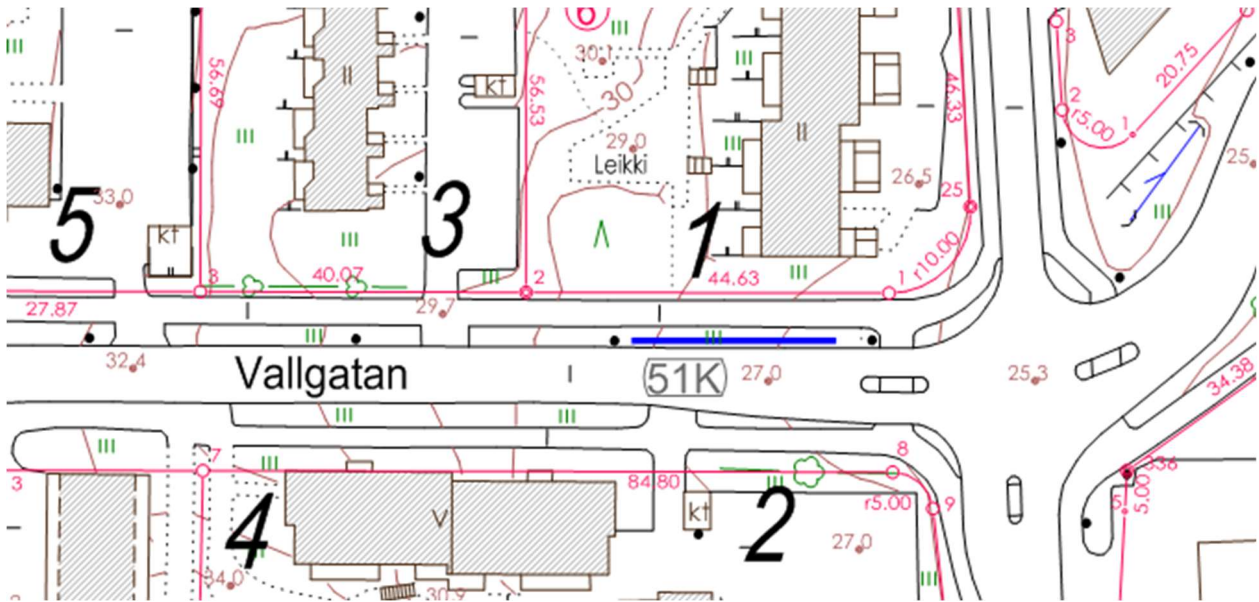 6
III
III
3
II
30.1
III
II
20.75
56.69
kt
56.53
30
46.33
2
r5.00
1
III
29.0
III
Leikki
25
26.5
25
33.0
5
3
1
III
kt
III
Λ
III
III
r10.00
3
40.07
2
44.63
1
27.87
29.7
III
III
32.4
Vallgatan
51K
27.0
25.3
34.38
III
III
III
III
7
8
336
3
84.80
III
r5.00
9
5
5.00
4
V
kt
2
27.0
34.0
30.9
III